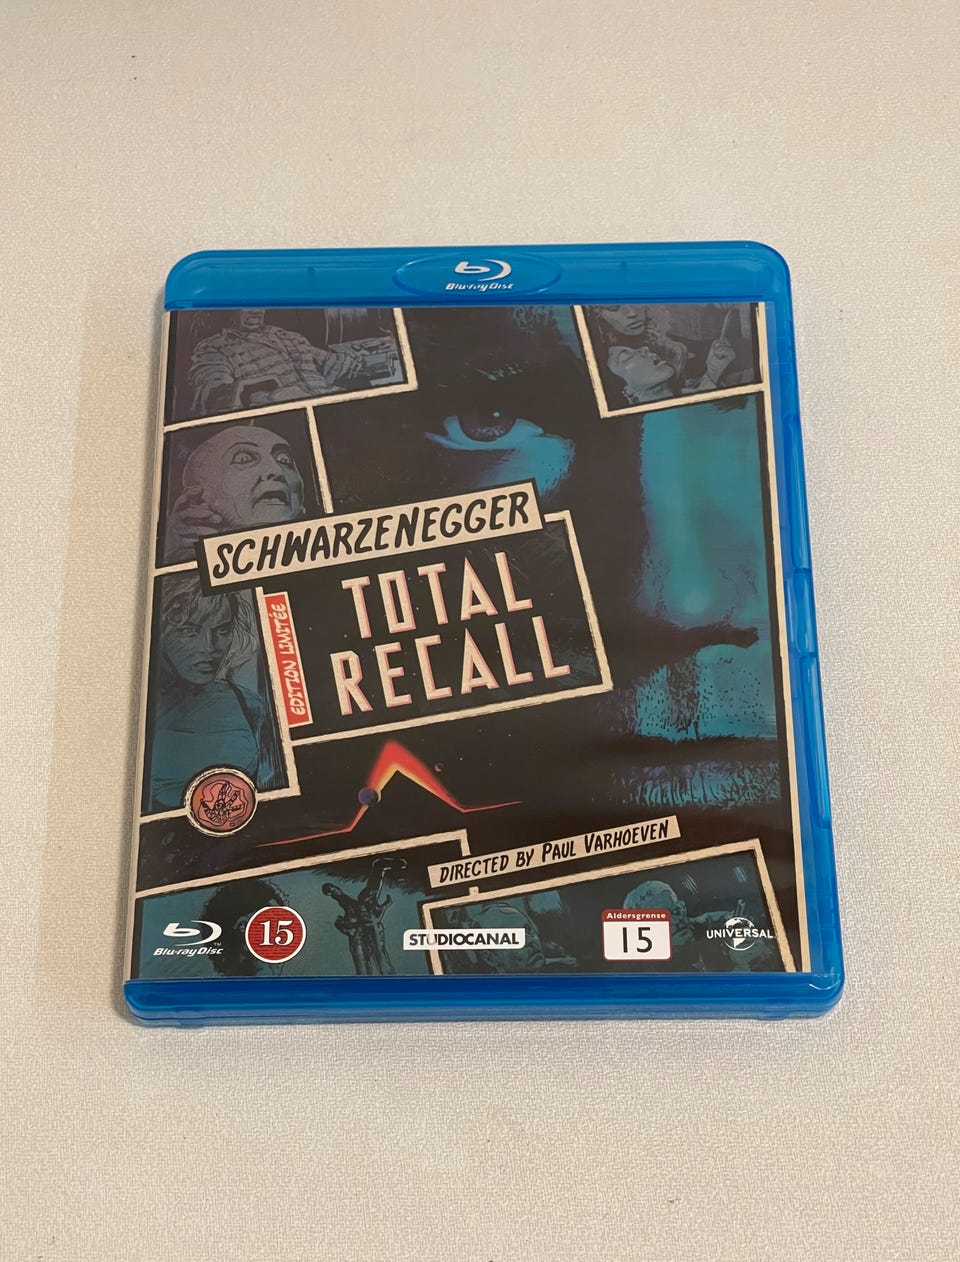 Blu-ray Disc
SCHWARZENEGGER
TOTAL
RECALL
EDITION LIMITÉE
DIRECTED BY PAUL VARHOEVEN
Blu-ray Disc™
15
STUDIOCANAL
Aldersgrense
15
UNIVERSAL